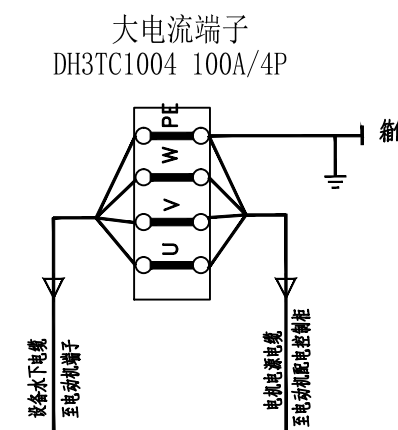 大电流端子
DH3TC1004 100A/4P
PE
W
V
U
设备水下电缆
至电动机端子
电机电源电缆
至电动机配电控制柜
箱